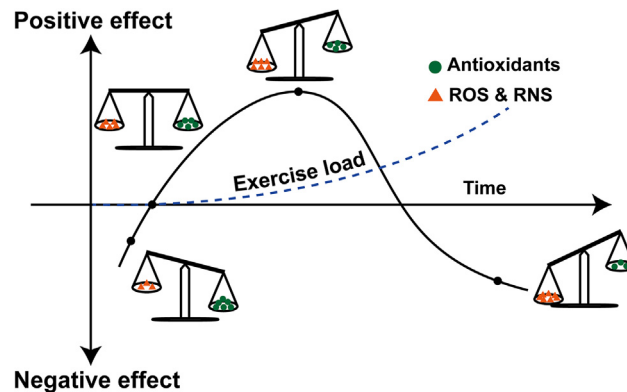 Positive effect
Antioxidants
ROS & RNS
Exercise load
Time
Negative effect